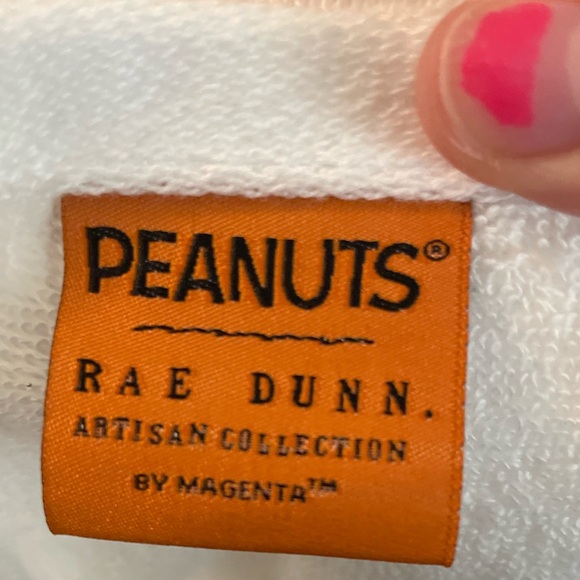 PEANUTS®
RAE DUNN.
ARTISAN COLLECTION
BY MAGENTA™